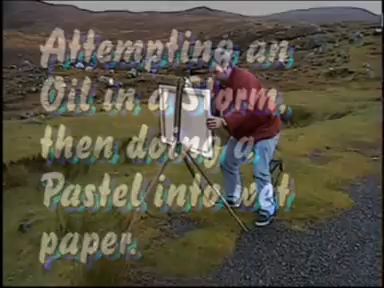 Attempting an
Oil in a Storm,
then doing a
Pastel into wet
paper.